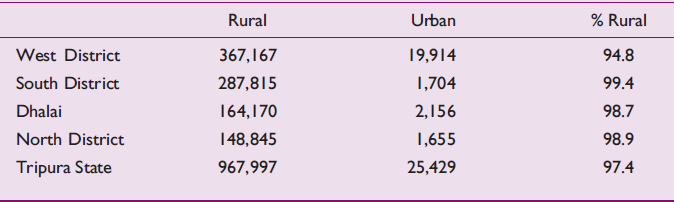 Rural Urban % Rural
West District 367,167 19,914 94.8
South District 287,815 1,704 99.4
Dhalai 164,170 2,156 98.7
North District 148,845 1,655 98.9
Tripura State 967,997 25,429 97.4